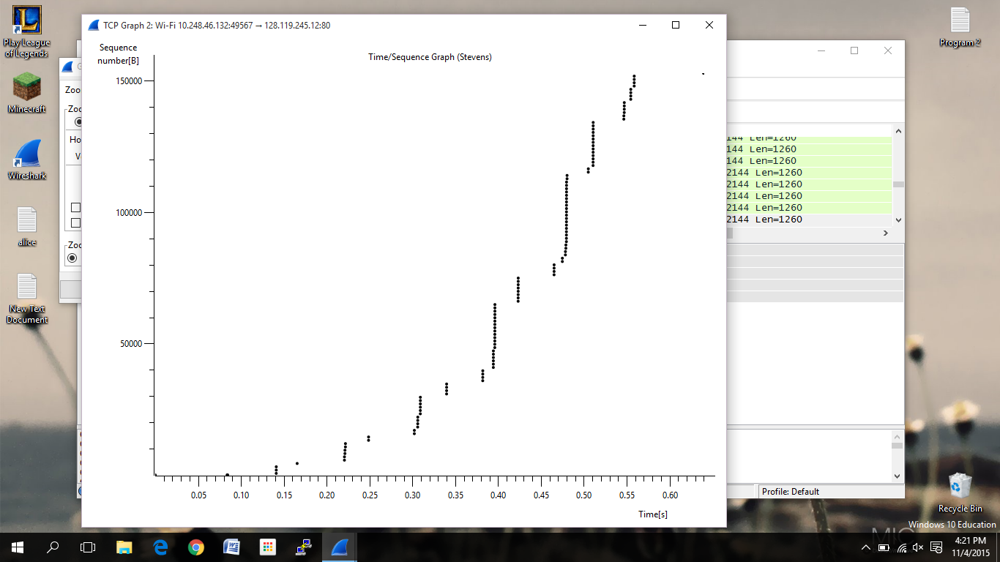 Play League
of Legends
Minecraft
Wireshark
alice
New Text
Document
TCP Graph 2: Wi-Fi 10.248.46.132:49567 → 128.119.245.12:80
Sequence
number[B]
Time/Sequence Graph (Stevens)
150000
100000
50000
0.05 0.10 0.15 0.20 0.25 0.30 0.35 0.40 0.45 0.50 0.55 0.60
Time[s]
Zoo
Zoo
Ho
V
Zoo
144 Len=1260
144 Len=1260
144 Len=1260
2144 Len=1260
2144 Len=1260
2144 Len=1260
2144 Len=1260
2144 Len=1260
Profile: Default
Program 2
Recycle Bin
Windows 10 Education
4:21 PM
11/4/2015